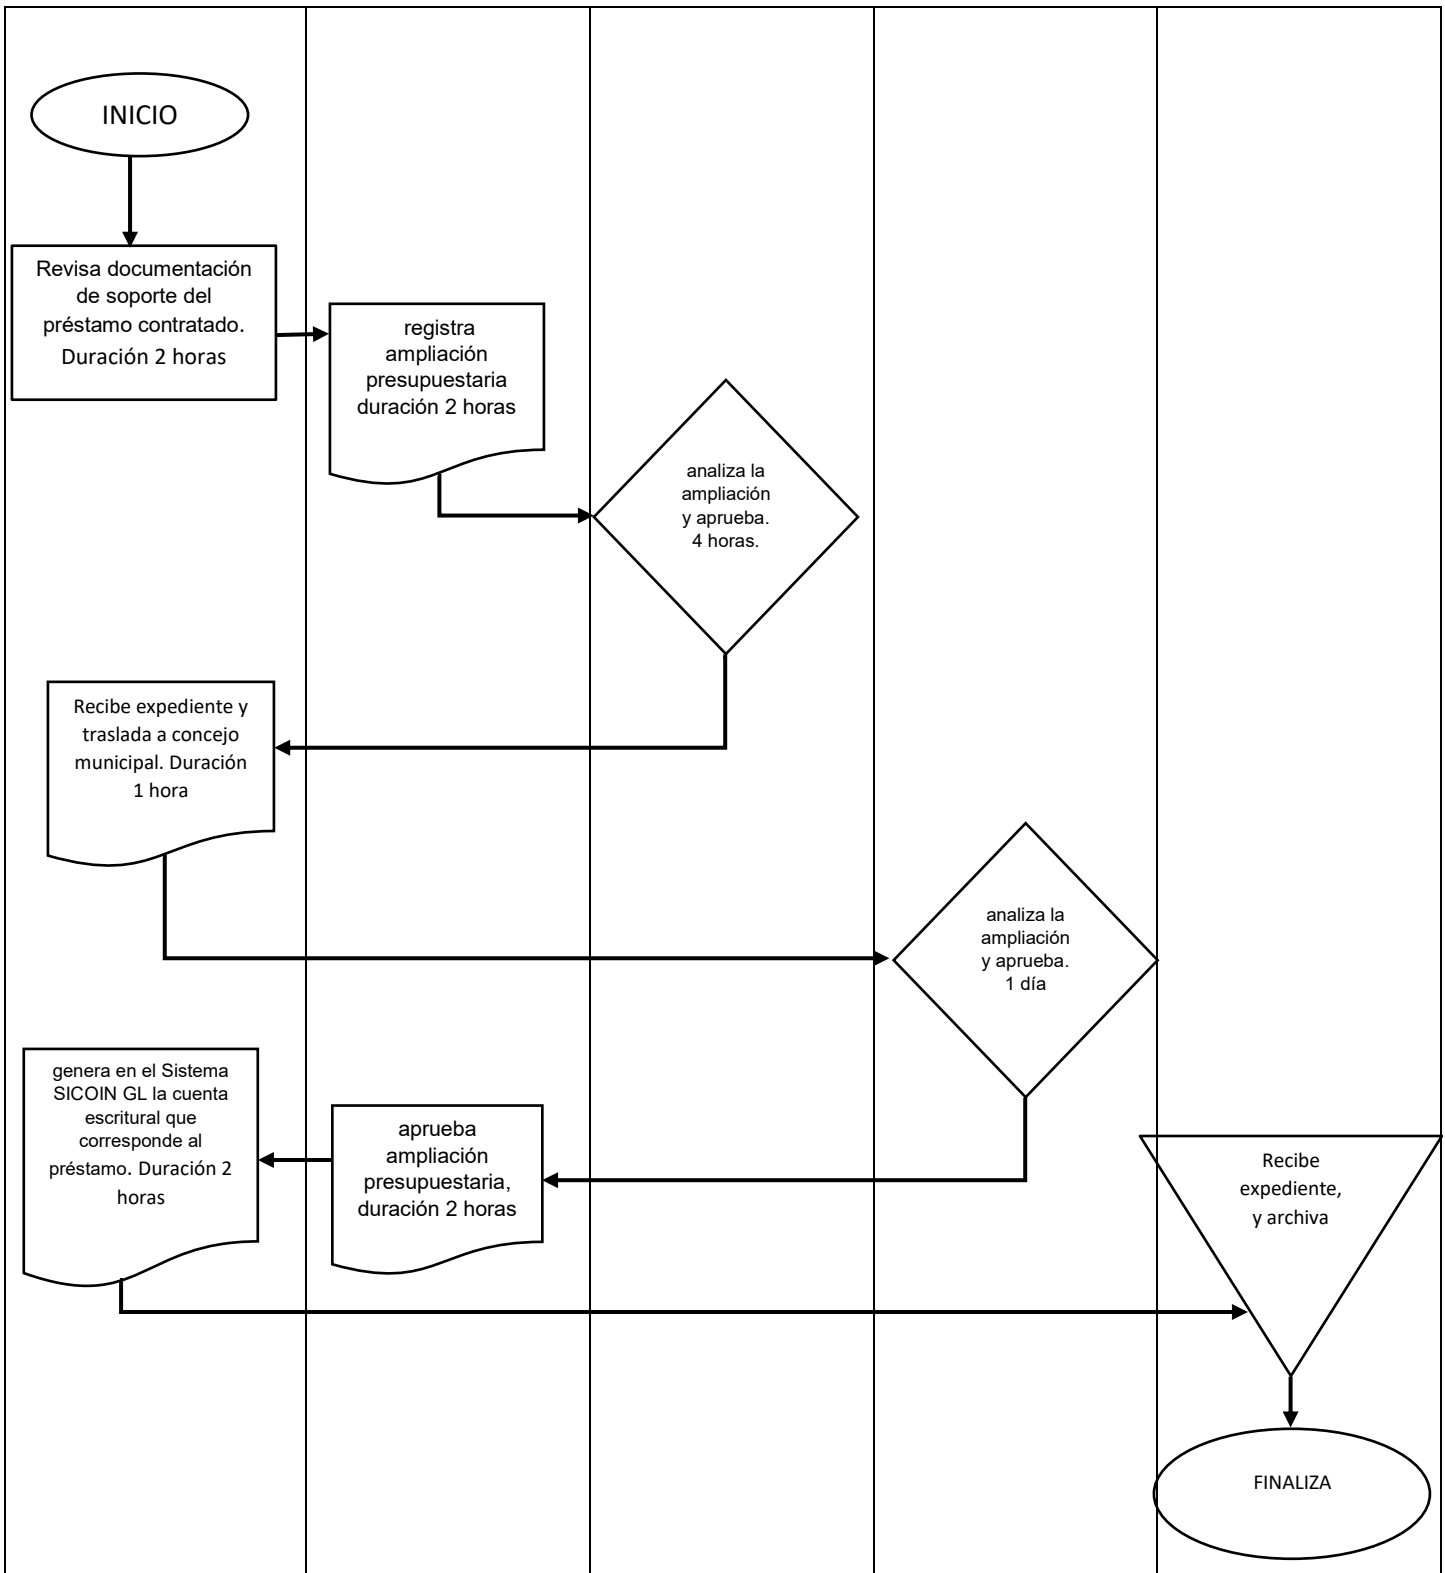 INICIO
Revisa documentación
de soporte del
préstamo contratado.
Duración 2 horas
registra
ampliación
presupuestaria
duración 2 horas
analiza la
ampliación
y aprueba.
4 horas.
Recibe expediente y
traslada a concejo
municipal. Duración
1 hora
analiza la
ampliación
y aprueba.
1 día
genera en el Sistema
SICOIN GL la cuenta
escritural que
corresponde al
préstamo. Duración 2
horas
aprueba
ampliación
presupuestaria,
duración 2 horas
Recibe
expediente,
y archiva
FINALIZA